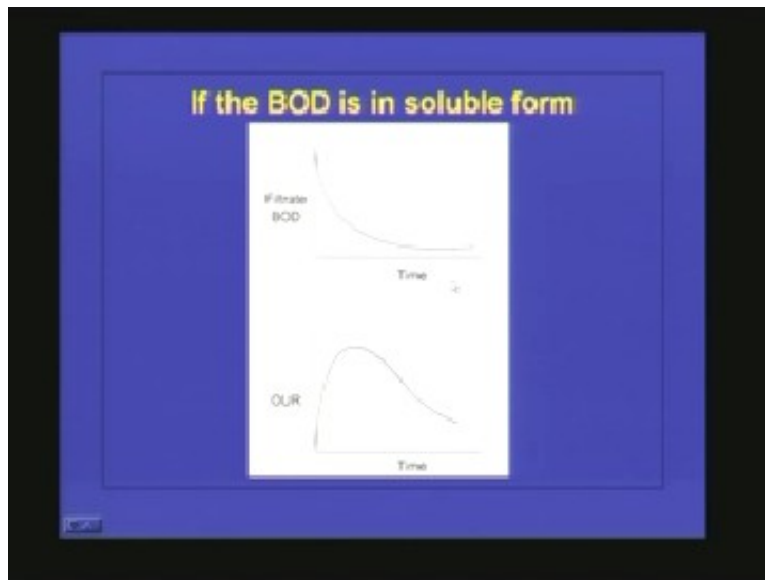 If the BOD is in soluble form
Filtrate
BOD
Time
OUR
Time